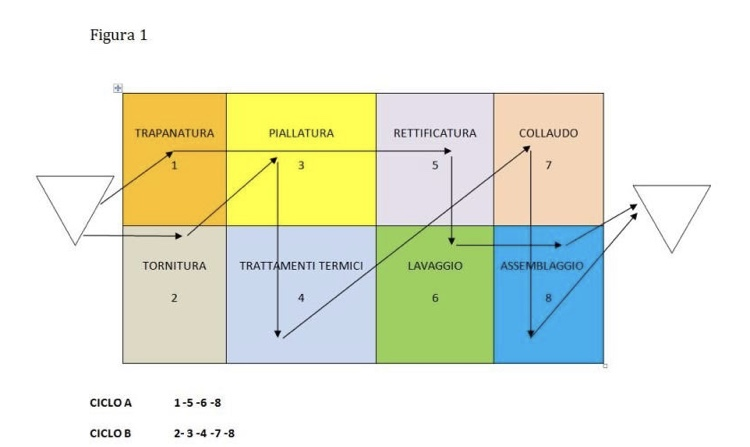 Figura 1
TRAPANATURA PIALLATURA RETTIFICATURA COLLAUDO
1 3 5 7
TORNITURA TRATTAMENTI TERMICI LAVAGGIO ASSEMBLAGGIO
2 4 6 8
CICLO A 1-5-6-8
CICLO B 2-3-4-7-8